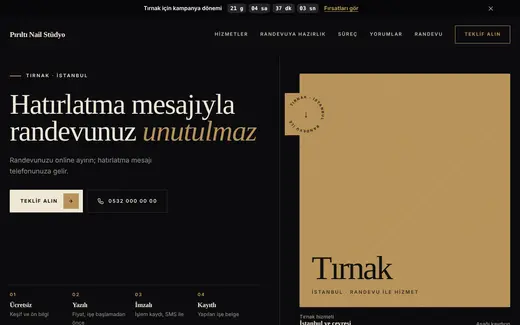 Tırnak için kampanya dönemi 21 g 04 sa 37 dk 03 sn Fırsatları gör ×
Pırıltı Nail Stüdyo
HİZMETLER RANDEVUYA HAZIRLIK SÜREÇ YORUMLAR RANDEVU TEKLİF ALIN
TIRNAK · İSTANBUL
Hatırlatma mesajıyla
randevunuz unutulmaz
Randevunuzu online ayırın; hatırlatma mesajı
telefonunuza gelir.
TEKLİF ALIN
0532 000 00 00
01 02 03 04
Ücretsiz Yazılı İmzalı Kayıtlı
Keşif ve ön bilgi Fiyat, işe başlamadan önce İşlem kaydı, SMS ile Yapılan işe belge
Tırnak
İSTANBUL · RANDEVU İLE HİZMET
Tırnak hizmeti
İstanbul ve çevresi